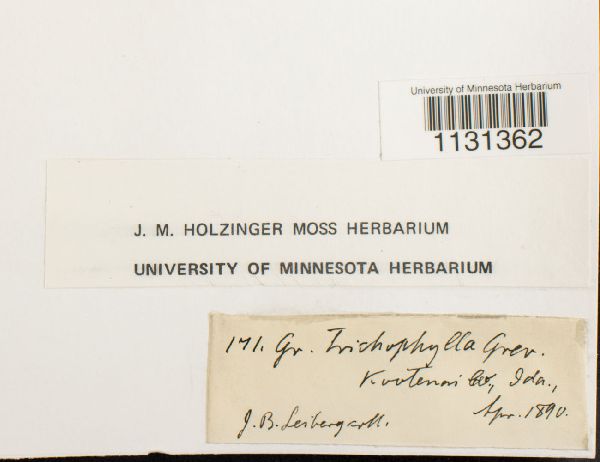 University of Minnesota Herbarium
1131362
J. M. HOLZINGER MOSS HERBARIUM
UNIVERSITY OF MINNESOTA HERBARIUM
171. Gr. Trichophylla Grev.
Kootenai Co., Ida.,
Apr. 1890.
J. B. Leiberg coll.